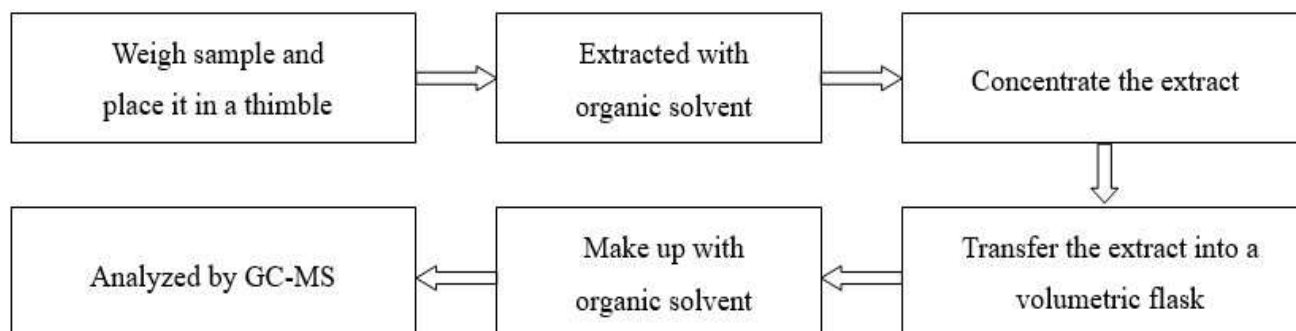 Weigh sample and
place it in a thimble
Extracted with
organic solvent
Concentrate the extract
Transfer the extract into a
volumetric flask
Make up with
organic solvent
Analyzed by GC-MS